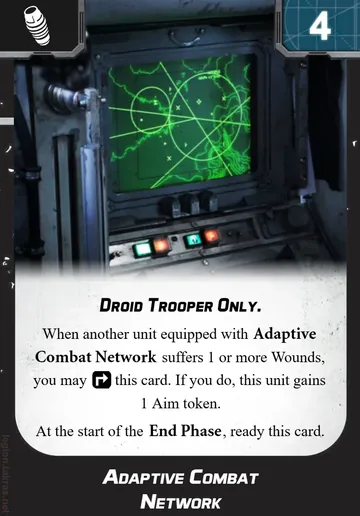 4
DROID TROOPER ONLY.
When another unit equipped with Adaptive
Combat Network suffers 1 or more Wounds,
you may this card. If you do, this unit gains
1 Aim token.
At the start of the End Phase, ready this card.
ADAPTIVE COMBAT
NETWORK